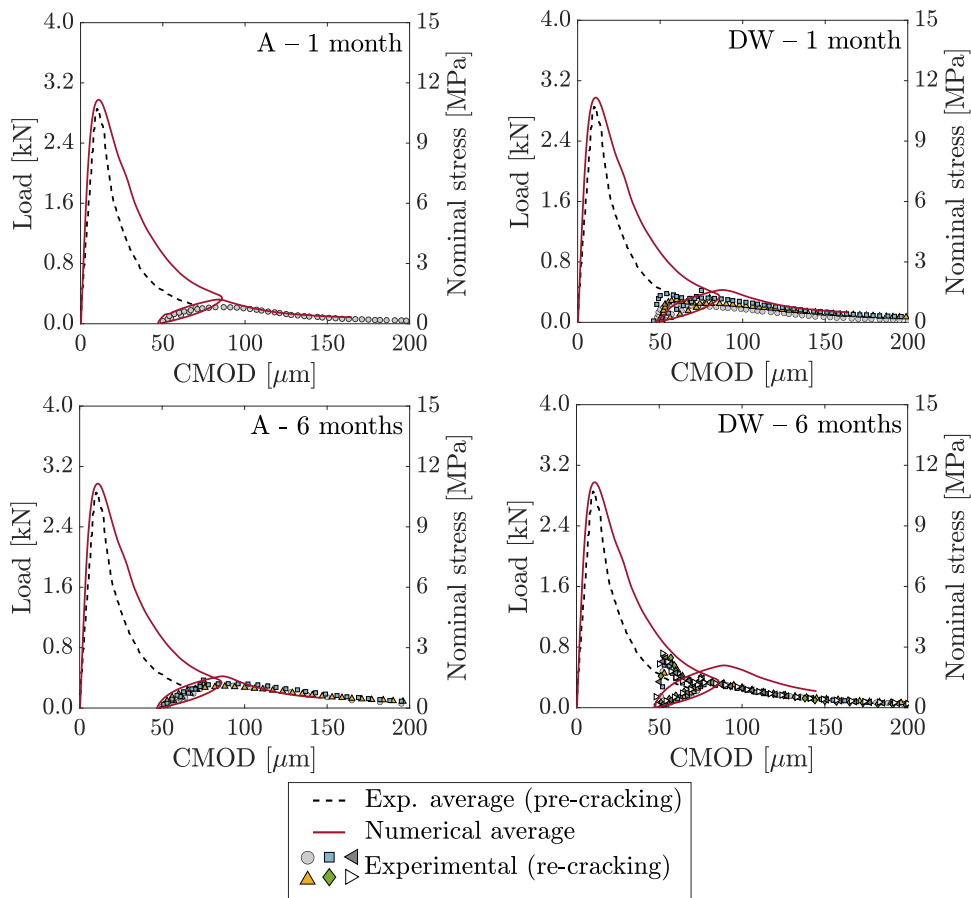 A – 1 month
4.0
3.2
2.4
1.6
0.8
0.0
Load [kN]
15
12
9
6
3
0
Nominal stress [MPa]
0 50 100 150 200
CMOD [μm]
DW – 1 month
4.0
3.2
2.4
1.6
0.8
0.0
Load [kN]
15
12
9
6
3
0
Nominal stress [MPa]
0 50 100 150 200
CMOD [μm]
A - 6 months
4.0
3.2
2.4
1.6
0.8
0.0
Load [kN]
15
12
9
6
3
0
Nominal stress [MPa]
0 50 100 150 200
CMOD [μm]
DW – 6 months
4.0
3.2
2.4
1.6
0.8
0.0
Load [kN]
15
12
9
6
3
0
Nominal stress [MPa]
0 50 100 150 200
CMOD [μm]
Exp. average (pre-cracking)
Numerical average
Experimental (re-cracking)